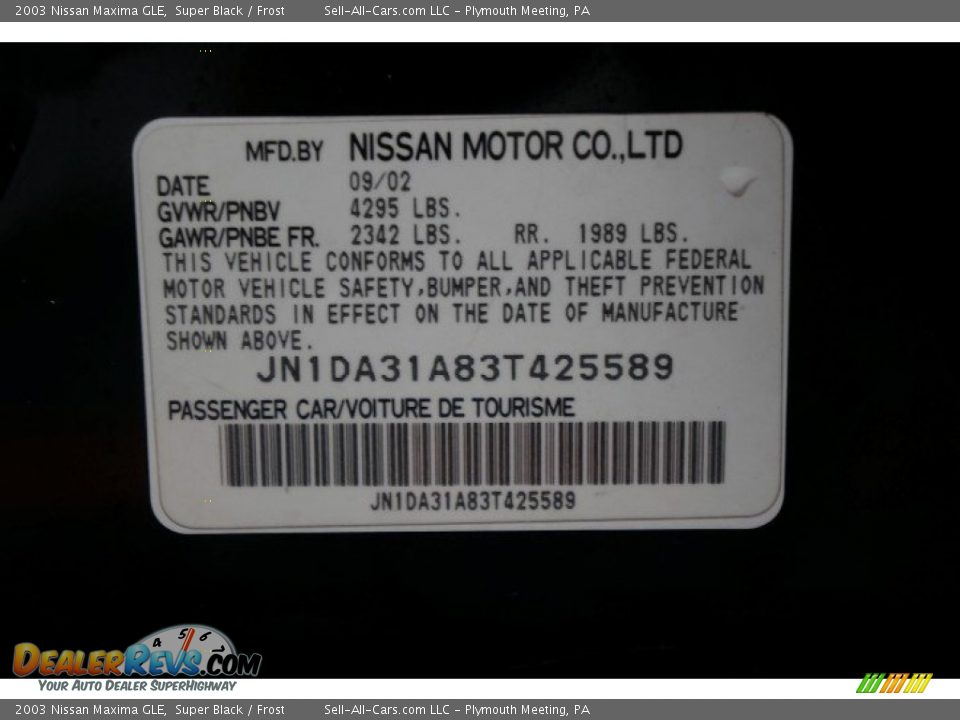 2003 Nissan Maxima GLE, Super Black / Frost Sell-All-Cars.com LLC - Plymouth Meeting, PA
MFD.BY NISSAN MOTOR CO.,LTD
DATE 09/02
GVWR/PNBV 4295 LBS.
GAWR/PNBE FR. 2342 LBS. RR. 1989 LBS.
THIS VEHICLE CONFORMS TO ALL APPLICABLE FEDERAL
MOTOR VEHICLE SAFETY,BUMPER,AND THEFT PREVENTION
STANDARDS IN EFFECT ON THE DATE OF MANUFACTURE
SHOWN ABOVE.
JN1DA31A83T425589
PASSENGER CAR/VOITURE DE TOURISME
JN1DA31A83T425589
4 5 6
DEALERREVS.COM
YOUR AUTO DEALER SUPERHIGHWAY
2003 Nissan Maxima GLE, Super Black / Frost Sell-All-Cars.com LLC - Plymouth Meeting, PA